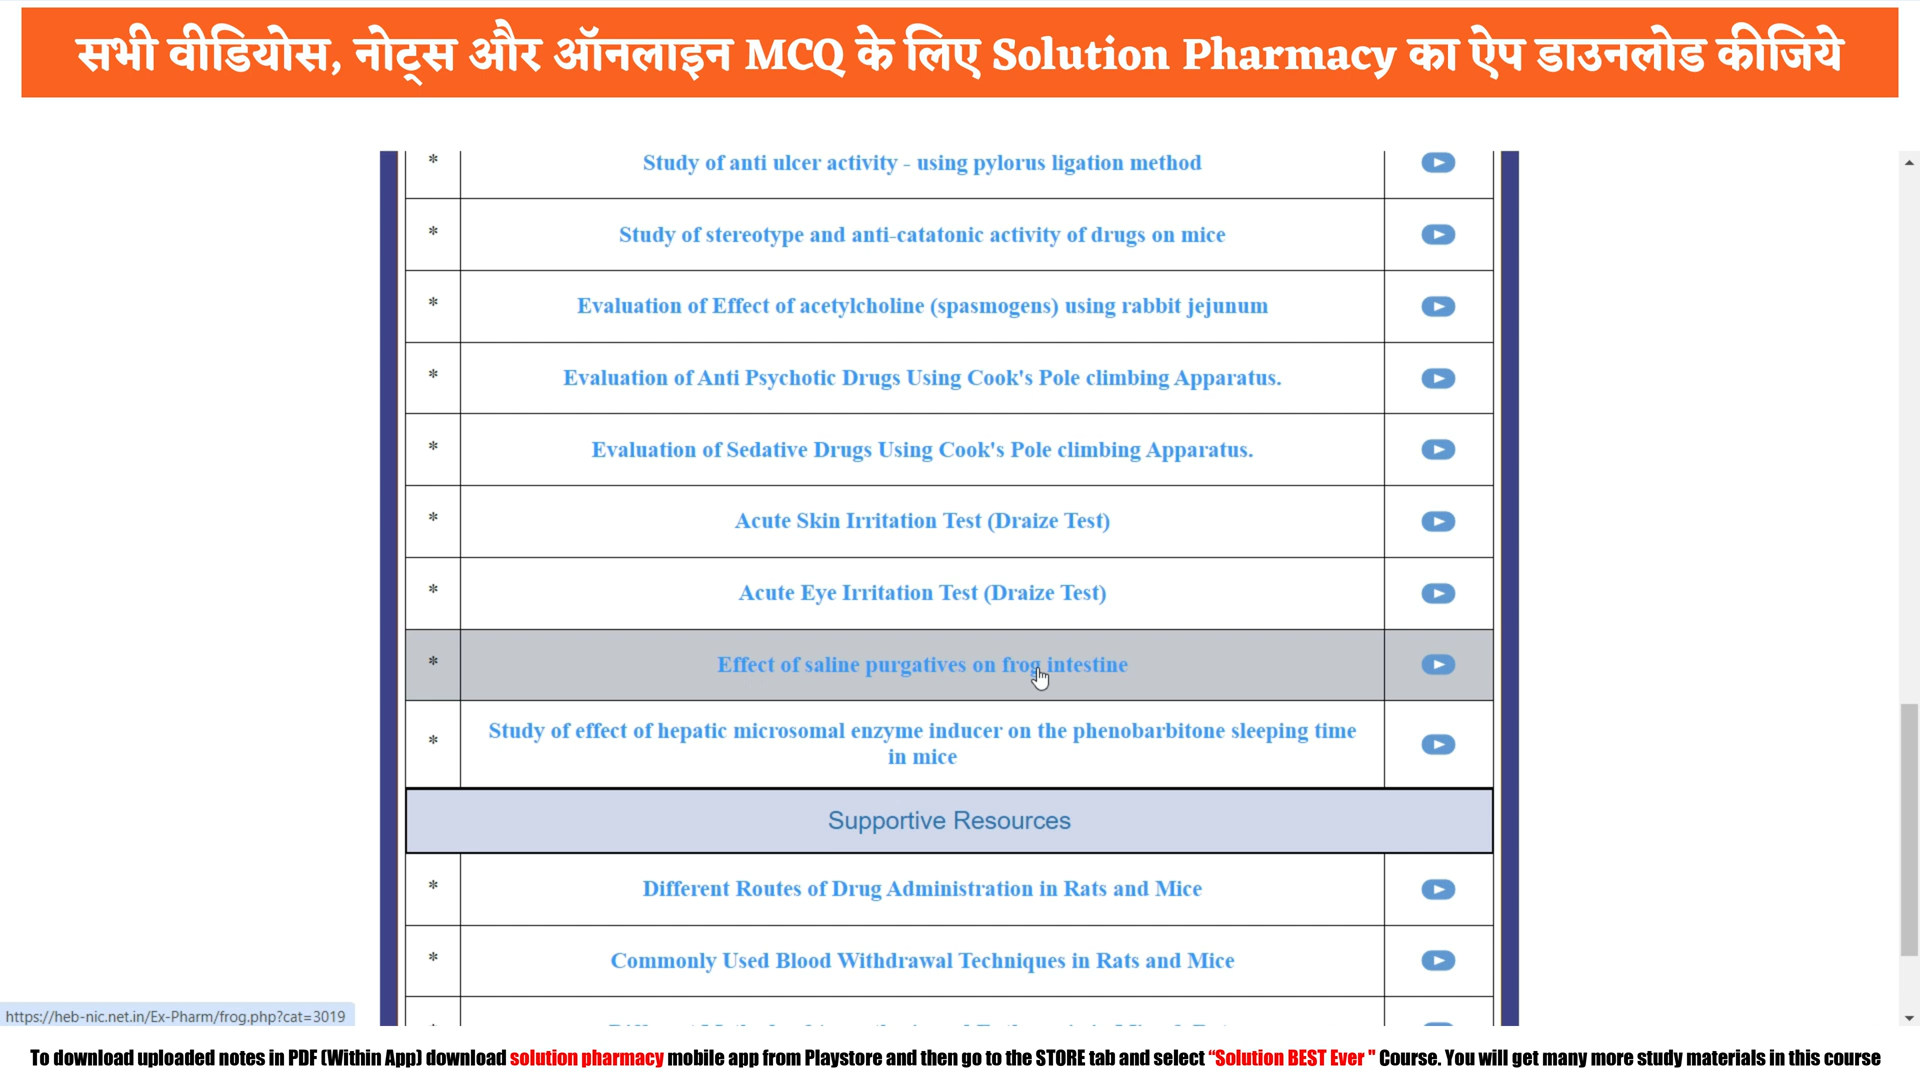 सभी वीडियोस, नोट्स और ऑनलाइन MCQ के लिए Solution Pharmacy का ऐप डाउनलोड कीजिये
* Study of anti ulcer activity - using pylorus ligation method
* Study of stereotype and anti-catatonic activity of drugs on mice
* Evaluation of Effect of acetylcholine (spasmogens) using rabbit jejunum
* Evaluation of Anti Psychotic Drugs Using Cook's Pole climbing Apparatus.
* Evaluation of Sedative Drugs Using Cook's Pole climbing Apparatus.
* Acute Skin Irritation Test (Draize Test)
* Acute Eye Irritation Test (Draize Test)
* Effect of saline purgatives on frog intestine
* Study of effect of hepatic microsomal enzyme inducer on the phenobarbitone sleeping time
in mice
Supportive Resources
* Different Routes of Drug Administration in Rats and Mice
* Commonly Used Blood Withdrawal Techniques in Rats and Mice
https://heb-nic.net.in/Ex-Pharm/frog.php?cat=3019
To download uploaded notes in PDF (Within App) download solution pharmacy mobile app from Playstore and then go to the STORE tab and select “Solution BEST Ever " Course. You will get many more study materials in this course